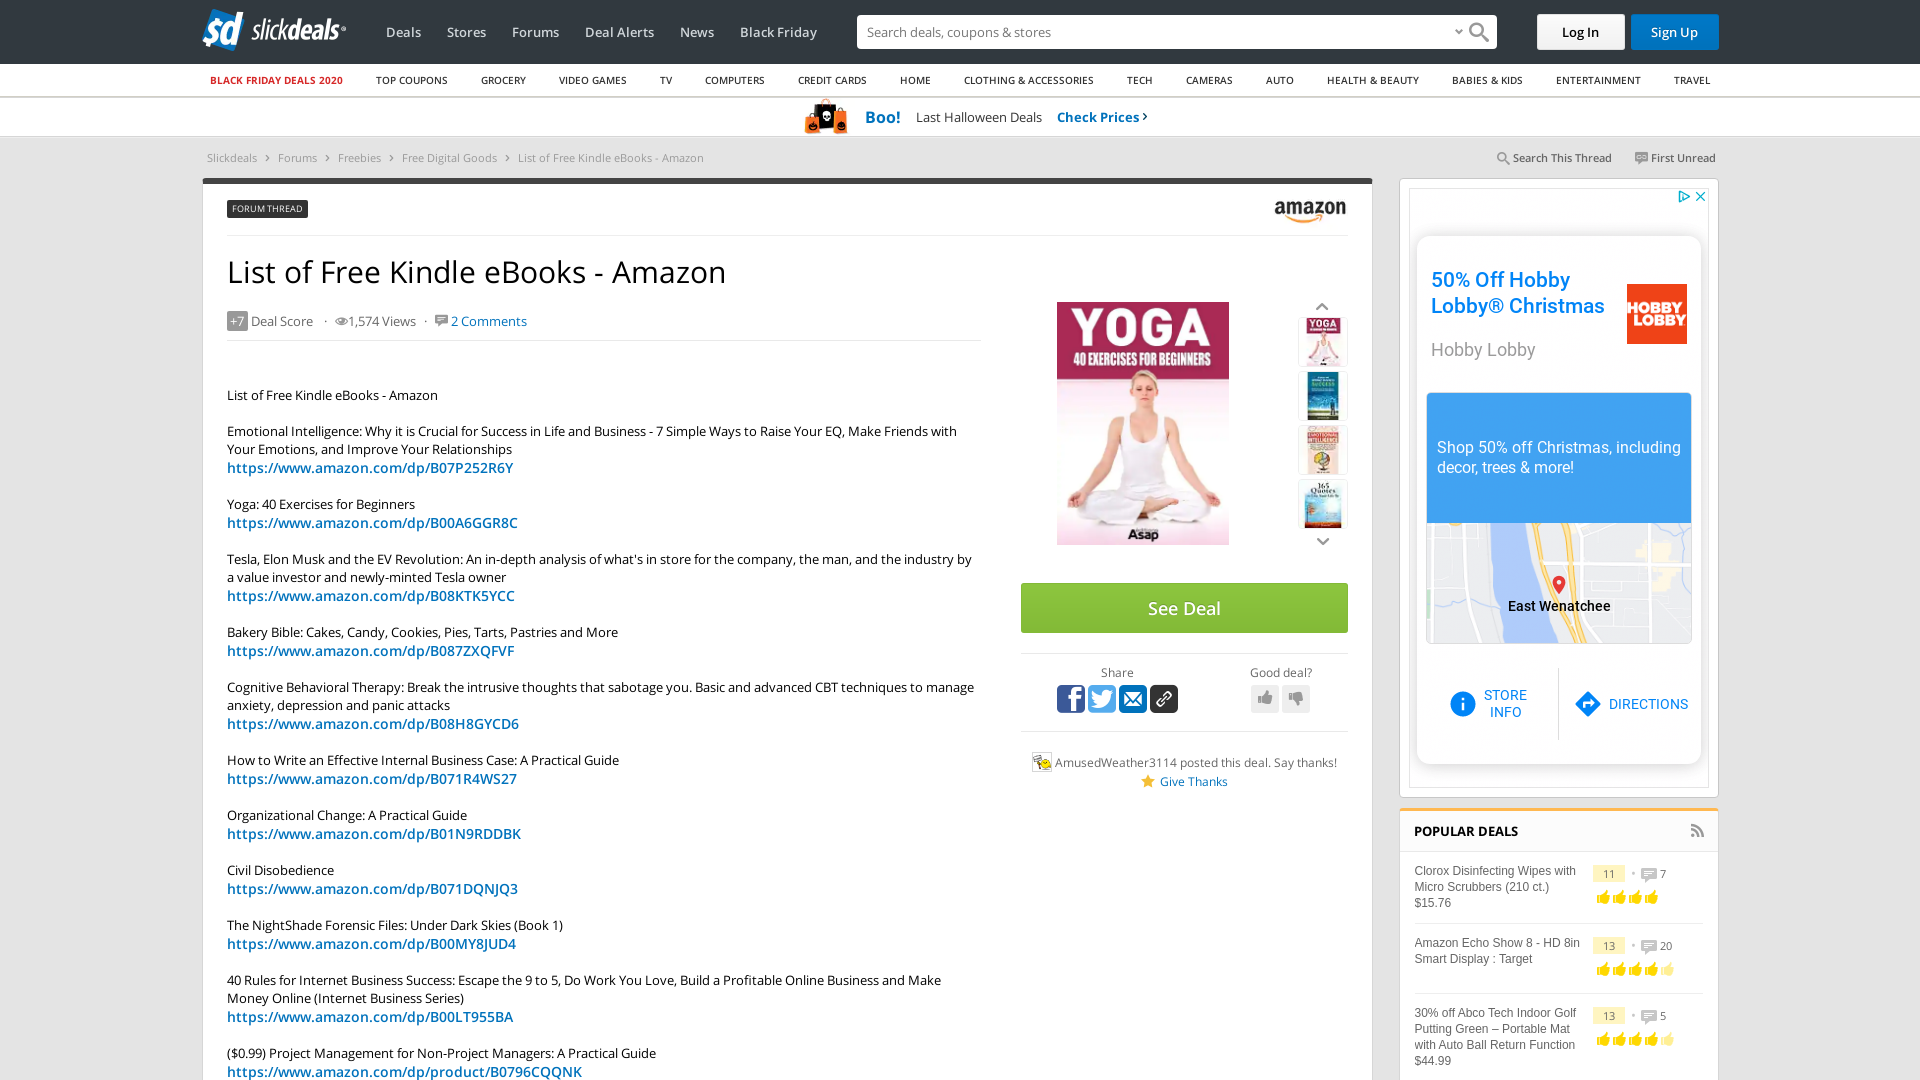 slickdeals
Deals
Stores
Forums
Deal Alerts
News
Black Friday
Search deals, coupons & stores
Log In
Sign Up
BLACK FRIDAY DEALS 2020
TOP COUPONS
GROCERY
VIDEO GAMES
TV
COMPUTERS
CREDIT CARDS
HOME
CLOTHING & ACCESSORIES
TECH
CAMERAS
AUTO
HEALTH & BEAUTY
BABIES & KIDS
ENTERTAINMENT
TRAVEL
Boo! Last Halloween Deals Check Prices
Slickdeals > Forums > Freebies > Free Digital Goods > List of Free Kindle eBooks - Amazon
Search This Thread
First Unread
FORUM THREAD
amazon
List of Free Kindle eBooks - Amazon
+7 Deal Score · 1,574 Views · 2 Comments
List of Free Kindle eBooks - Amazon
Emotional Intelligence: Why it is Crucial for Success in Life and Business - 7 Simple Ways to Raise Your EQ, Make Friends with
Your Emotions, and Improve Your Relationships
https://www.amazon.com/dp/B07P252R6Y
Yoga: 40 Exercises for Beginners
https://www.amazon.com/dp/B00A6GGR8C
Tesla, Elon Musk and the EV Revolution: An in-depth analysis of what's in store for the company, the man, and the industry by
a value investor and newly-minted Tesla owner
https://www.amazon.com/dp/B08KTK5YCC
Bakery Bible: Cakes, Candy, Cookies, Pies, Tarts, Pastries and More
https://www.amazon.com/dp/B087ZXQFVF
Cognitive Behavioral Therapy: Break the intrusive thoughts that sabotage you. Basic and advanced CBT techniques to manage
anxiety, depression and panic attacks
https://www.amazon.com/dp/B08H8GYCD6
How to Write an Effective Internal Business Case: A Practical Guide
https://www.amazon.com/dp/B071R4WS27
Organizational Change: A Practical Guide
https://www.amazon.com/dp/B01N9RDDBK
Civil Disobedience
https://www.amazon.com/dp/B071DQNJQ3
The NightShade Forensic Files: Under Dark Skies (Book 1)
https://www.amazon.com/dp/B00MY8JUD4
40 Rules for Internet Business Success: Escape the 9 to 5, Do Work You Love, Build a Profitable Online Business and Make
Money Online (Internet Business Series)
https://www.amazon.com/dp/B00LT955BA
($0.99) Project Management for Non-Project Managers: A Practical Guide
https://www.amazon.com/dp/product/B0796CQQNK
YOGA
40 EXERCISES FOR BEGINNERS
Asap
YOGA
165
Quotes
See Deal
Share
Good deal?
AmusedWeather3114 posted this deal. Say thanks!
Give Thanks
50% Off Hobby
Lobby® Christmas
Hobby Lobby
HOBBY
LOBBY
Shop 50% off Christmas, including
decor, trees & more!
East Wenatchee
STORE
INFO
DIRECTIONS
POPULAR DEALS
Clorox Disinfecting Wipes with
Micro Scrubbers (210 ct.)
$15.76
11 • 7
Amazon Echo Show 8 - HD 8in
Smart Display : Target
13 • 20
30% off Abco Tech Indoor Golf
Putting Green – Portable Mat
with Auto Ball Return Function
$44.99
13 • 5